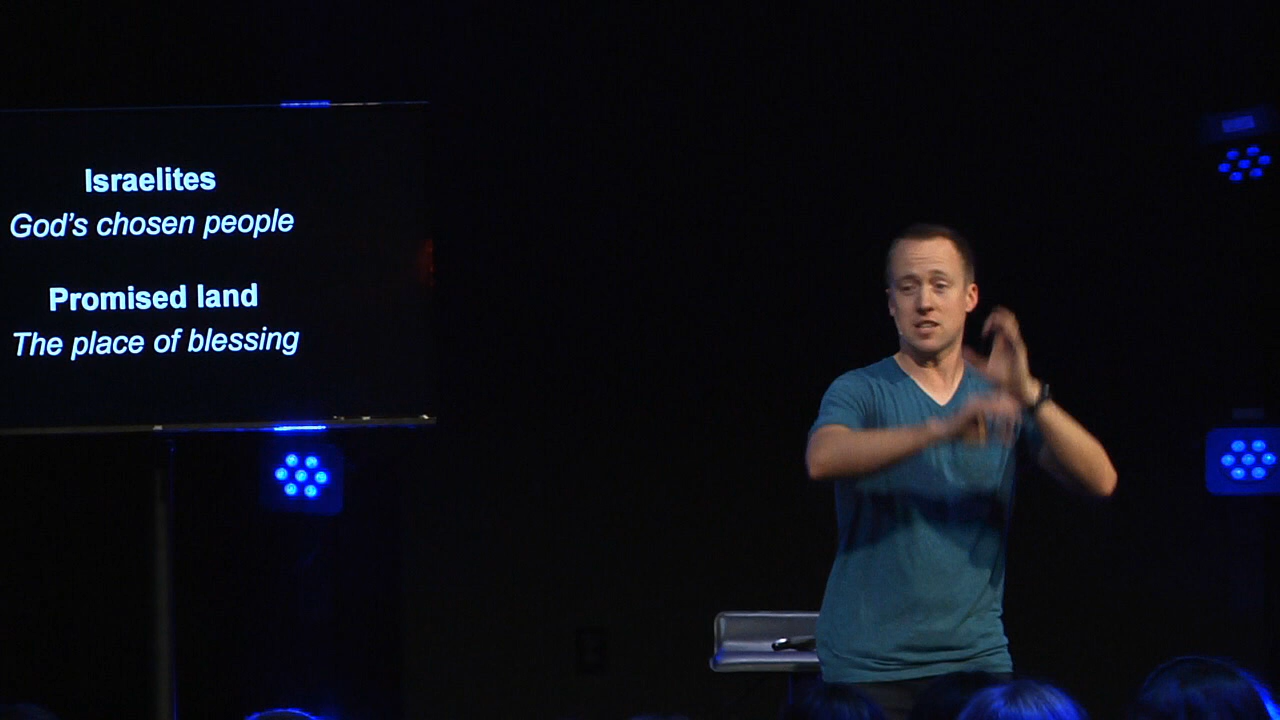 Israelites
God's chosen people
Promised land
The place of blessing